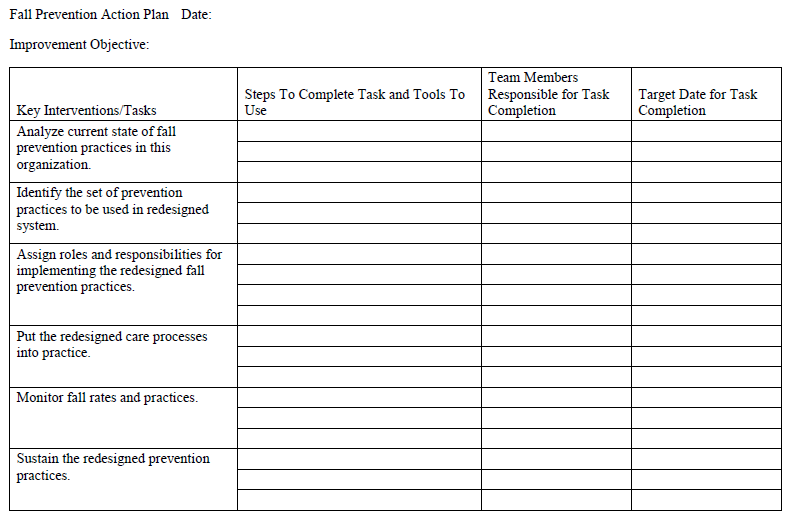 Fall Prevention Action Plan Date:
Improvement Objective:
Key Interventions/Tasks
Steps To Complete Task and Tools To
Use
Team Members
Responsible for Task
Completion
Target Date for Task
Completion
Analyze current state of fall
prevention practices in this
organization.
Identify the set of prevention
practices to be used in redesigned
system.
Assign roles and responsibilities for
implementing the redesigned fall
prevention practices.
Put the redesigned care processes
into practice.
Monitor fall rates and practices.
Sustain the redesigned prevention
practices.